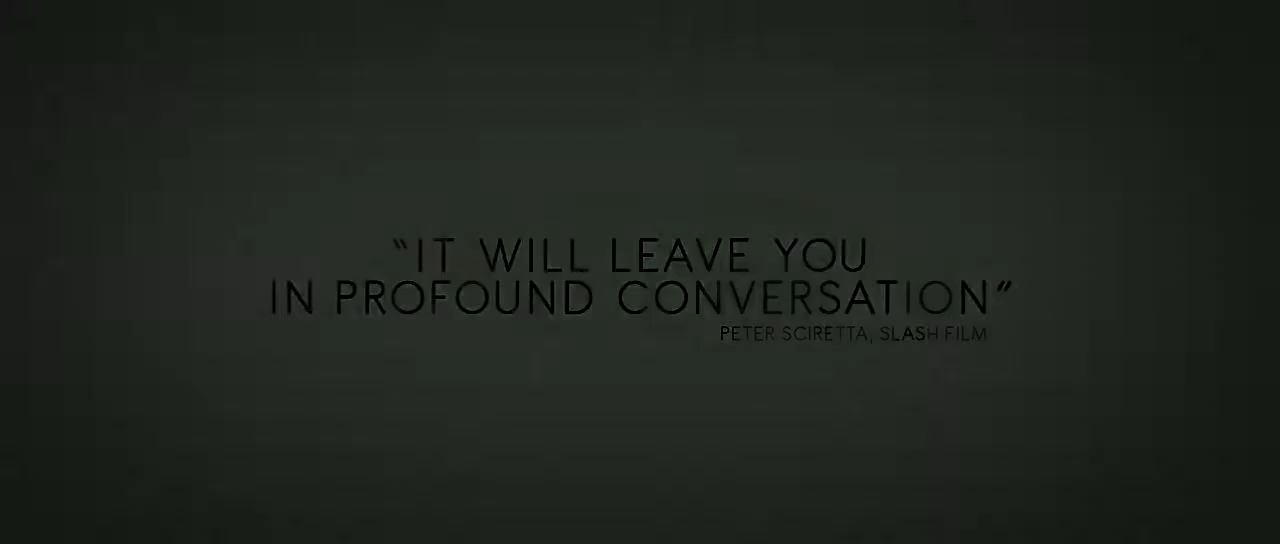 “IT WILL LEAVE YOU
IN PROFOUND CONVERSATION”
PETER SCIRETTA, SLASH FILM